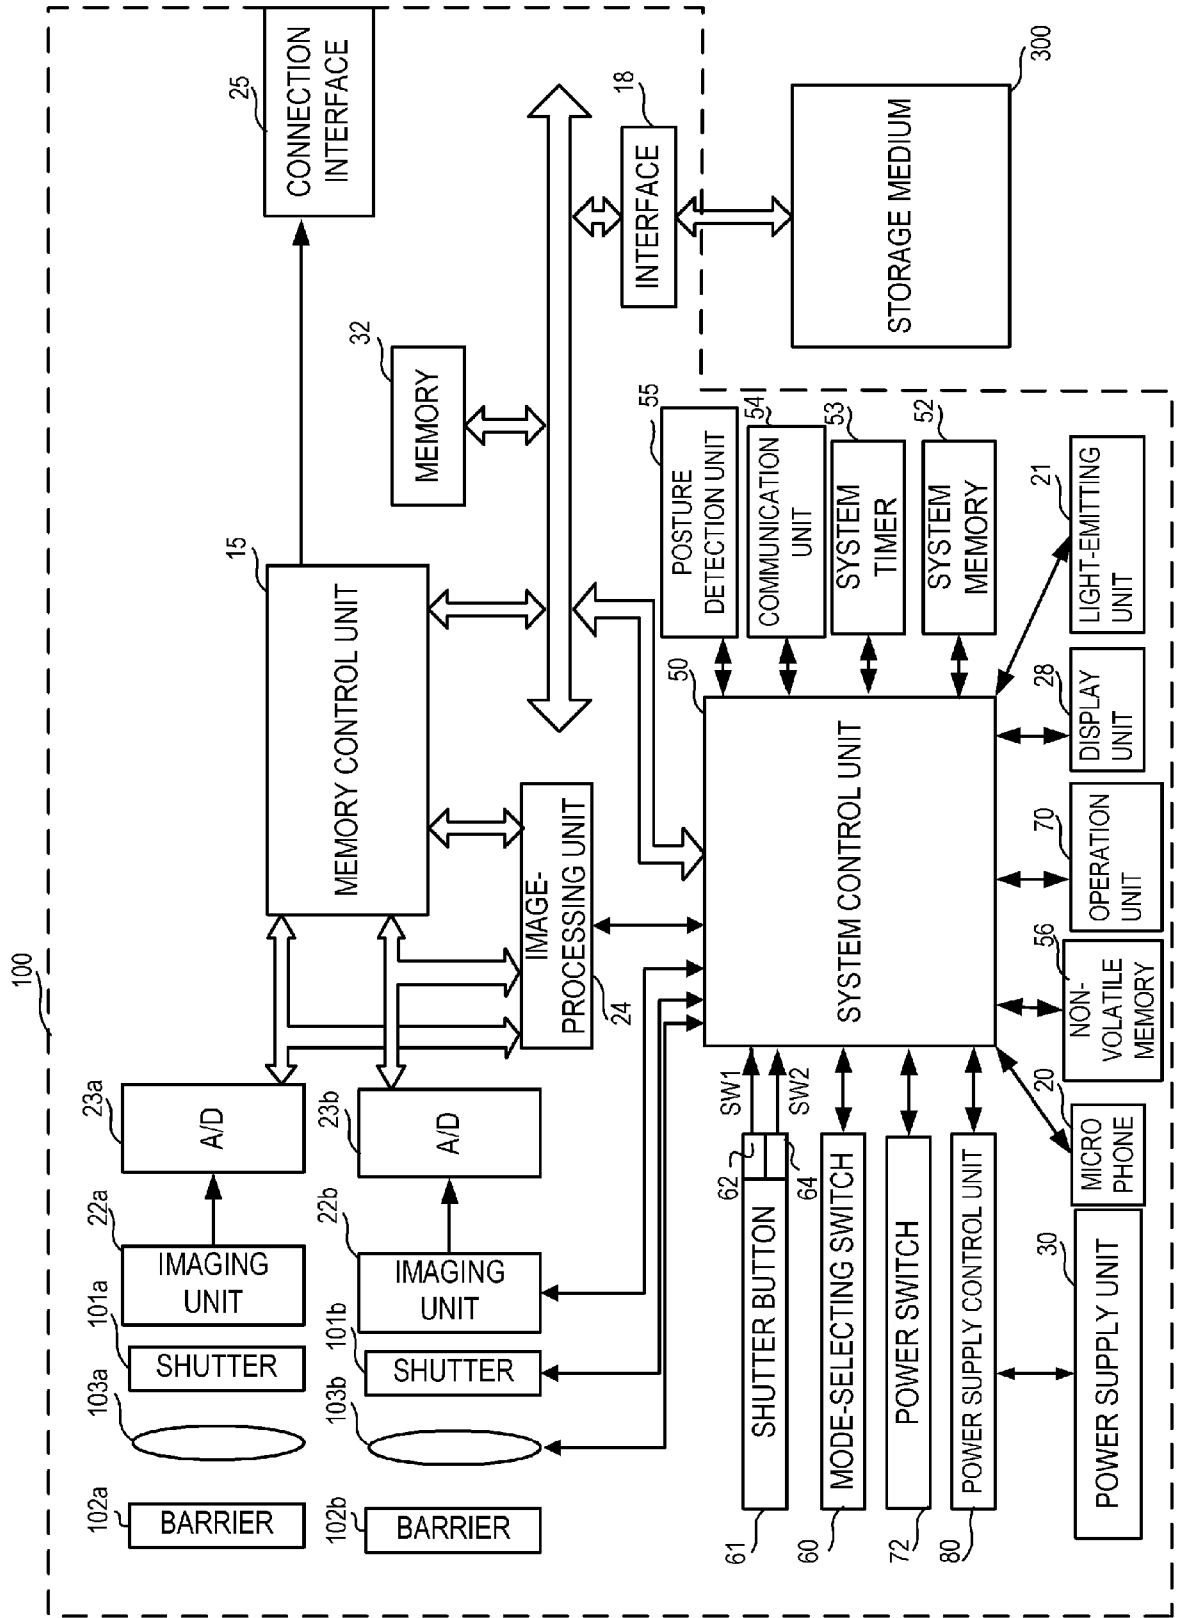 100
102a
BARRIER
103a
101a
SHUTTER
22a
IMAGING
UNIT
23a
A/D
15
MEMORY CONTROL UNIT
25
CONNECTION
INTERFACE
102b
BARRIER
103b
101b
SHUTTER
22b
IMAGING
UNIT
23b
A/D
32
MEMORY
IMAGE-
PROCESSING UNIT
24
18
INTERFACE
300
STORAGE MEDIUM
50
SYSTEM CONTROL UNIT
55
POSTURE
DETECTION UNIT
54
COMMUNICATION
UNIT
53
SYSTEM
TIMER
52
SYSTEM
MEMORY
61
SHUTTER BUTTON
62
64
SW1
SW2
60
MODE-SELECTING SWITCH
72
POWER SWITCH
80
POWER SUPPLY CONTROL UNIT
30
POWER SUPPLY UNIT
20
MICRO
PHONE
56
NON-
VOLATILE
MEMORY
70
OPERATION
UNIT
28
DISPLAY
UNIT
21
LIGHT-EMITTING
UNIT